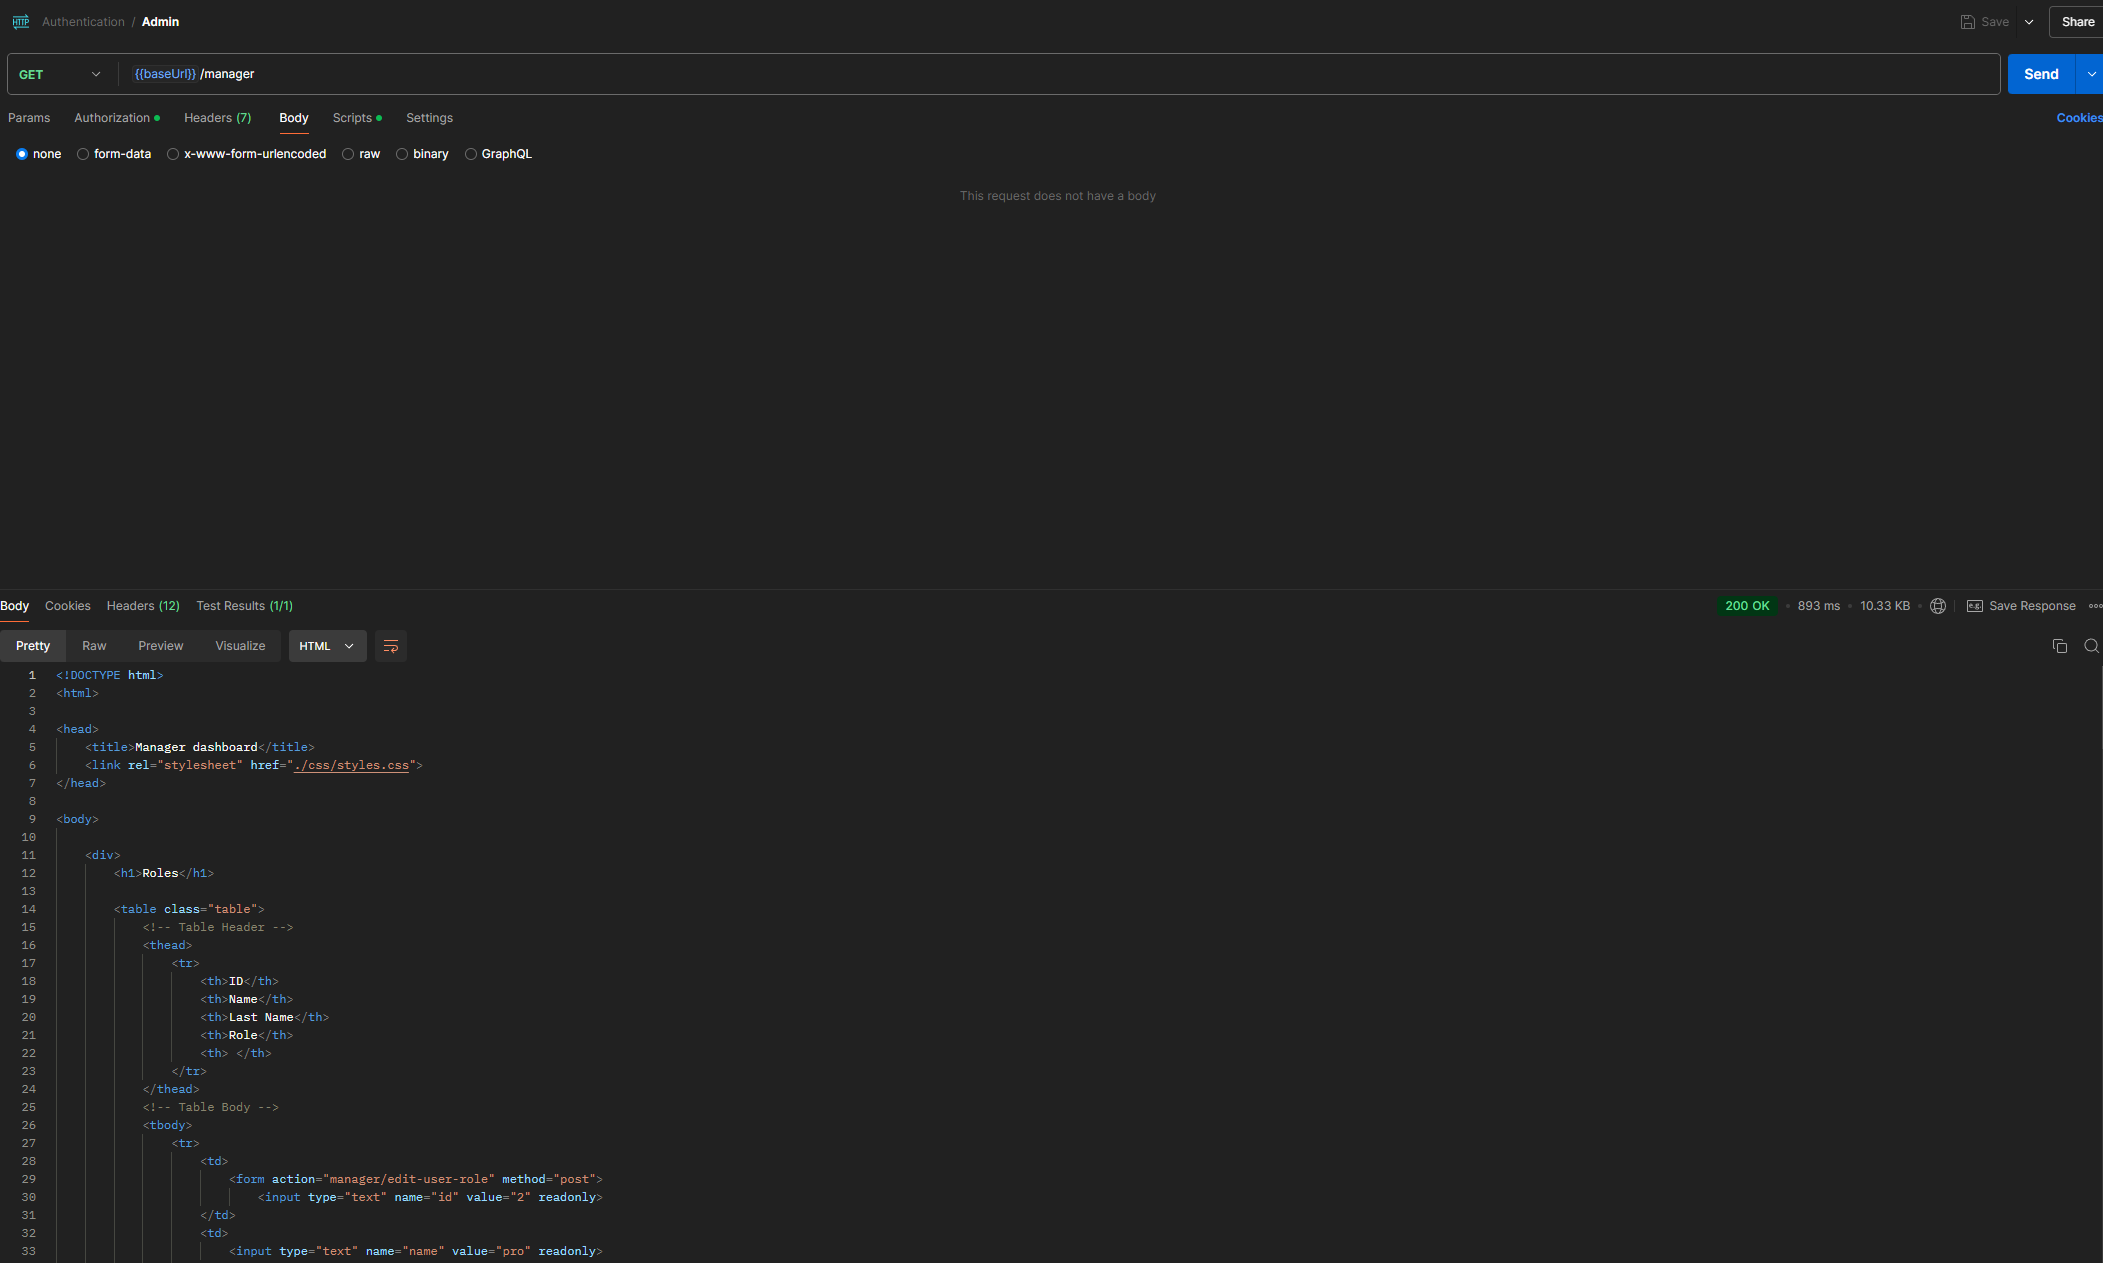 HTTP Authentication / Admin Save Share
GET {{baseUrl}} /manager Send
Params Authorization Headers (7) Body Scripts Settings Cookies
none form-data x-www-form-urlencoded raw binary GraphQL
This request does not have a body
Body Cookies Headers (12) Test Results (1/1) 200 OK 893 ms 10.33 KB e.g. Save Response
Pretty Raw Preview Visualize HTML
1 <!DOCTYPE html>
2 <html>
3
4 <head>
5 <title>Manager dashboard</title>
6 <link rel="stylesheet" href="./css/styles.css">
7 </head>
8
9 <body>
10
11 <div>
12 <h1>Roles</h1>
13
14 <table class="table">
15 <!-- Table Header -->
16 <thead>
17 <tr>
18 <th>ID</th>
19 <th>Name</th>
20 <th>Last Name</th>
21 <th>Role</th>
22 <th> </th>
23 </tr>
24 </thead>
25 <!-- Table Body -->
26 <tbody>
27 <tr>
28 <td>
29 <form action="manager/edit-user-role" method="post">
30 <input type="text" name="id" value="2" readonly>
31 </td>
32 <td>
33 <input type="text" name="name" value="pro" readonly>